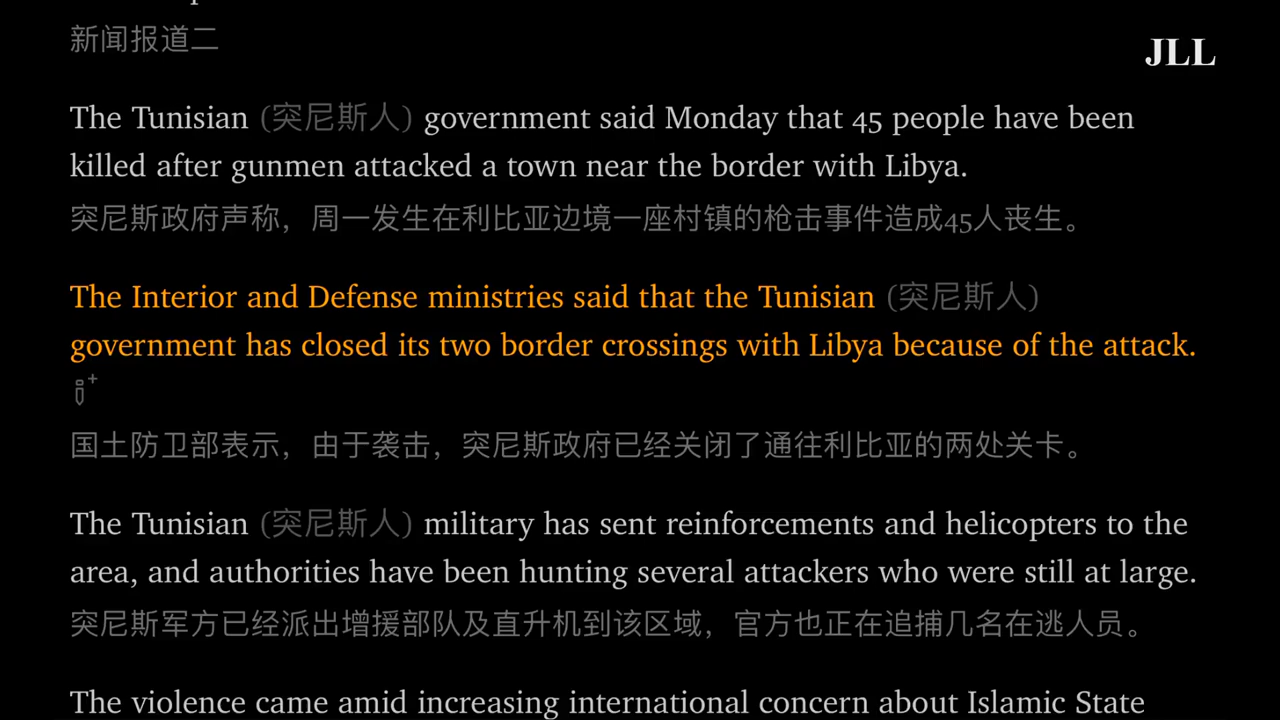 新闻报道二
JLL
The Tunisian (突尼斯人) government said Monday that 45 people have been
killed after gunmen attacked a town near the border with Libya.
突尼斯政府声称，周一发生在利比亚边境一座村镇的枪击事件造成45人丧生。
The Interior and Defense ministries said that the Tunisian (突尼斯人)
government has closed its two border crossings with Libya because of the attack.
国土防卫部表示，由于袭击，突尼斯政府已经关闭了通往利比亚的两处关卡。
The Tunisian (突尼斯人) military has sent reinforcements and helicopters to the
area, and authorities have been hunting several attackers who were still at large.
突尼斯军方已经派出增援部队及直升机到该区域，官方也正在追捕几名在逃人员。
The violence came amid increasing international concern about Islamic State